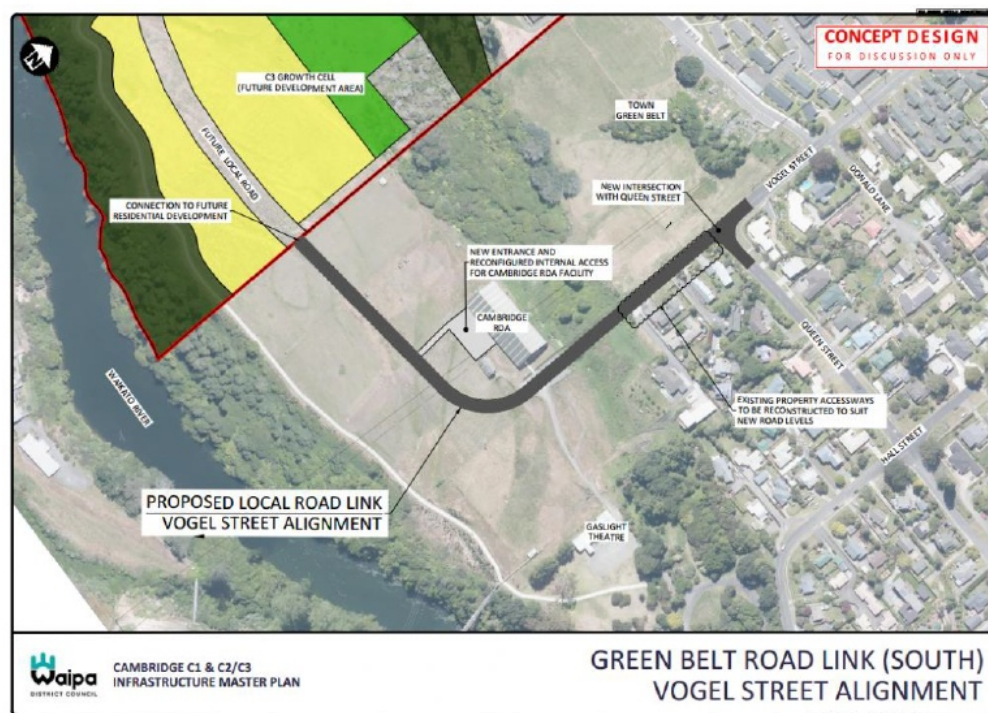 CONCEPT DESIGN
FOR DISCUSSION ONLY
C3 GROWTH CELL
(FUTURE DEVELOPMENT AREA)
TOWN
GREEN BELT
FUTURE LOCAL ROAD
VOGEL STREET
DONALD LANE
NEW INTERSECTION
WITH QUEEN STREET
CONNECTION TO FUTURE
RESIDENTIAL DEVELOPMENT
NEW ENTRANCE AND
RECONFIGURED INTERNAL ACCESS
FOR CAMBRIDGE RDA FACILITY
CAMBRIDGE
RDA
QUEEN STREET
WAIKATO RIVER
EXISTING PROPERTY ACCESSWAYS
TO BE RECONSTRUCTED TO SUIT
NEW ROAD LEVELS
HALL STREET
PROPOSED LOCAL ROAD LINK
VOGEL STREET ALIGNMENT
GASLIGHT
THEATRE
Waipa
DISTRICT COUNCIL
CAMBRIDGE C1 & C2/C3
INFRASTRUCTURE MASTER PLAN
GREEN BELT ROAD LINK (SOUTH)
VOGEL STREET ALIGNMENT